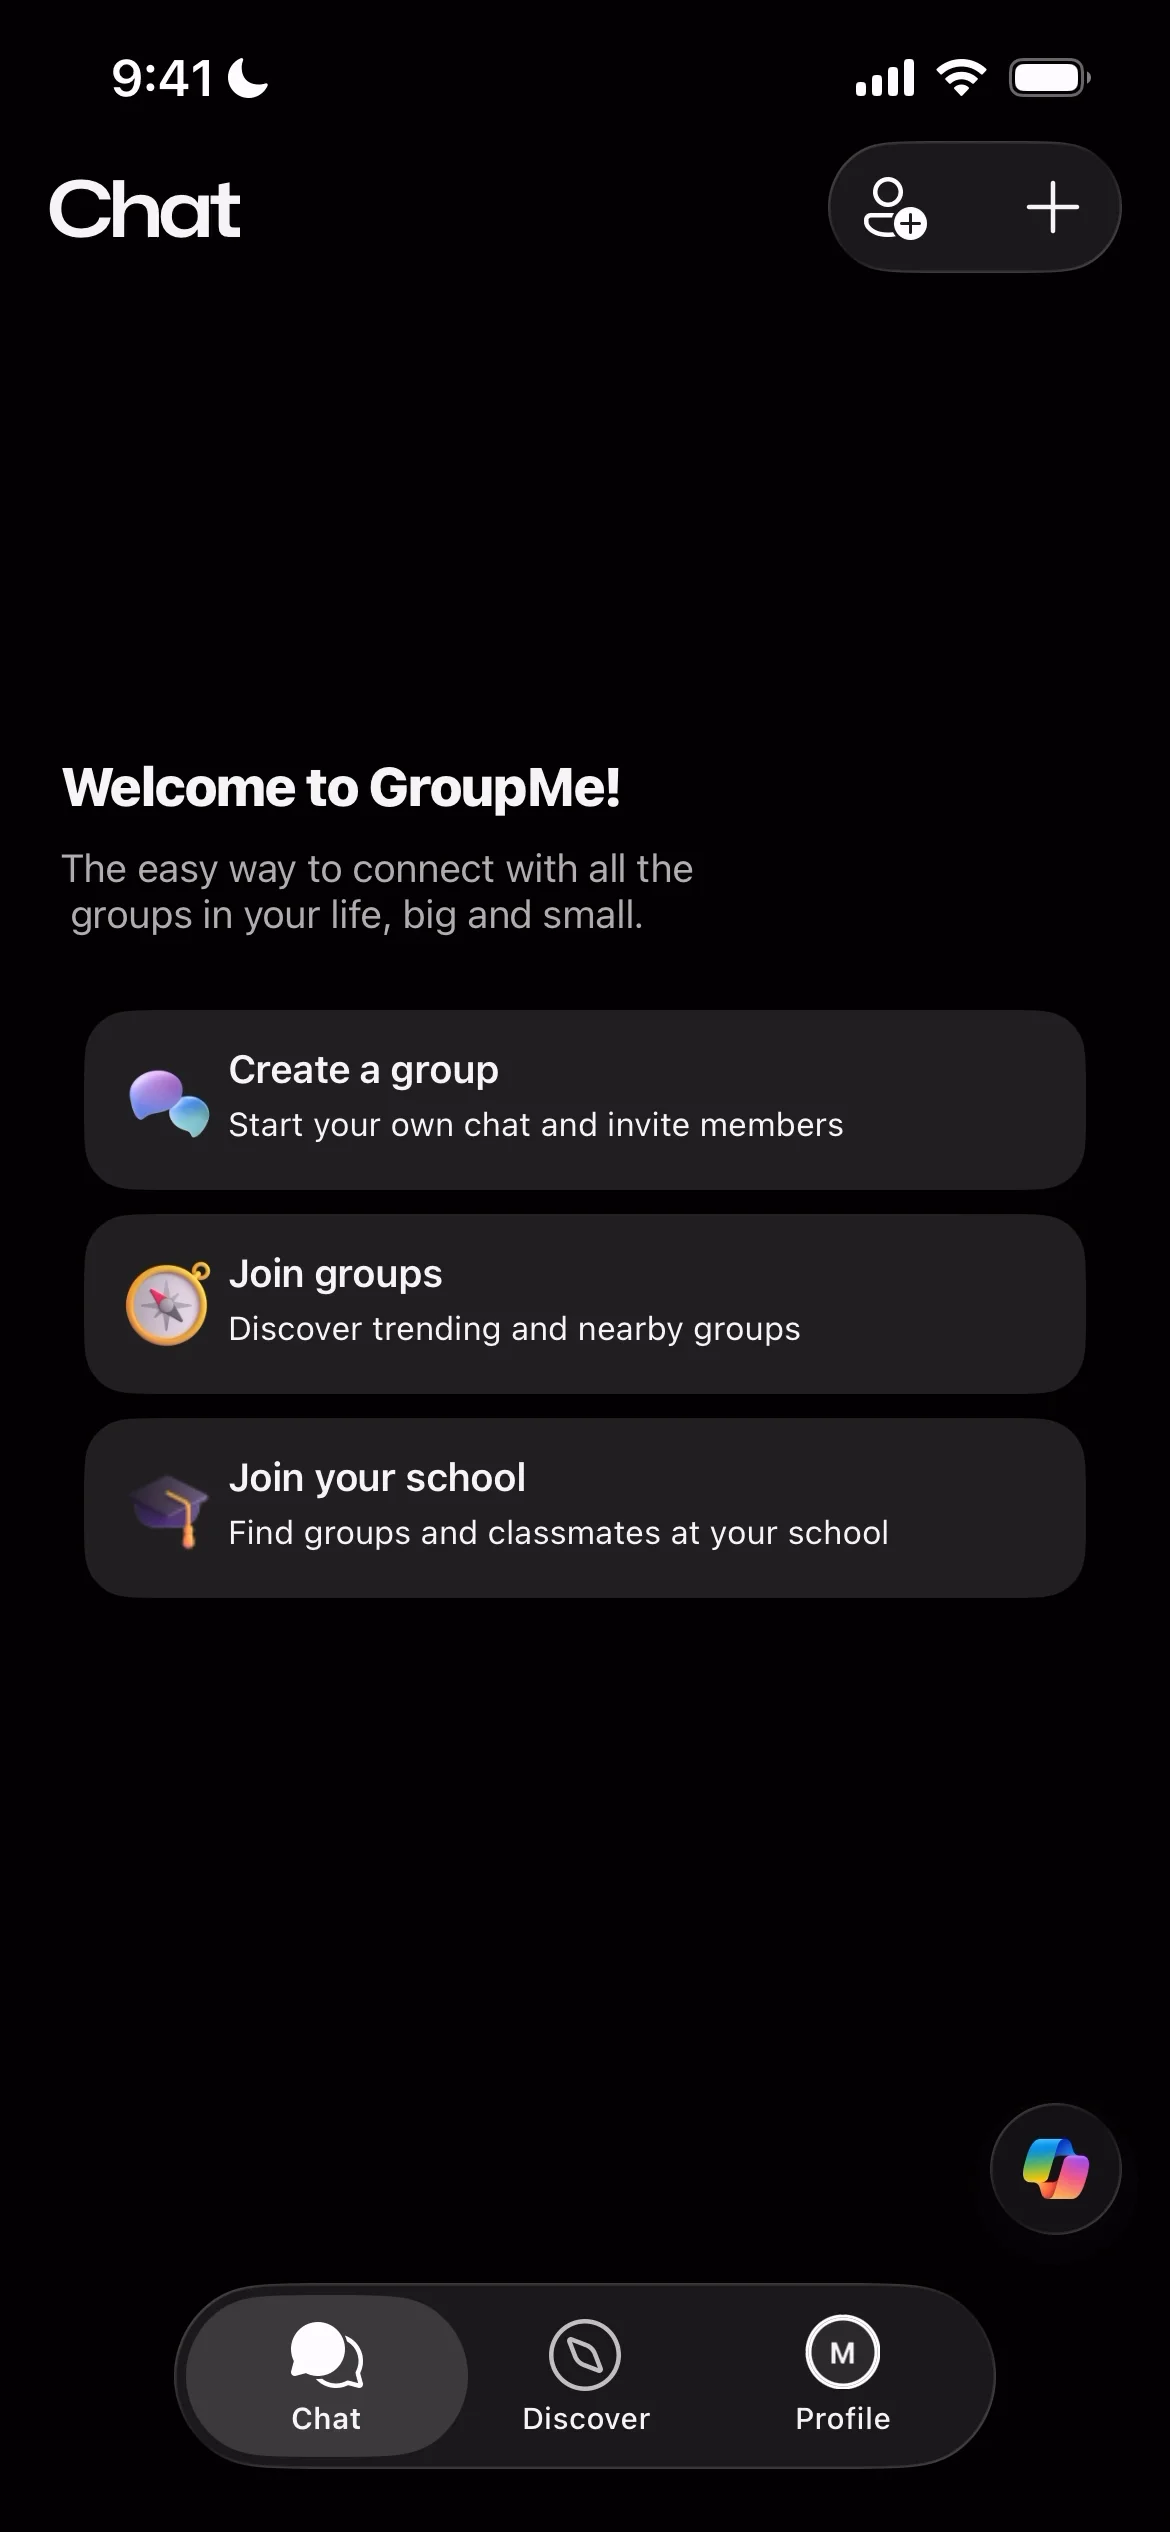 9:41
Chat
Welcome to GroupMe!
The easy way to connect with all the
groups in your life, big and small.
Create a group
Start your own chat and invite members
Join groups
Discover trending and nearby groups
Join your school
Find groups and classmates at your school
Chat
Discover
M
Profile